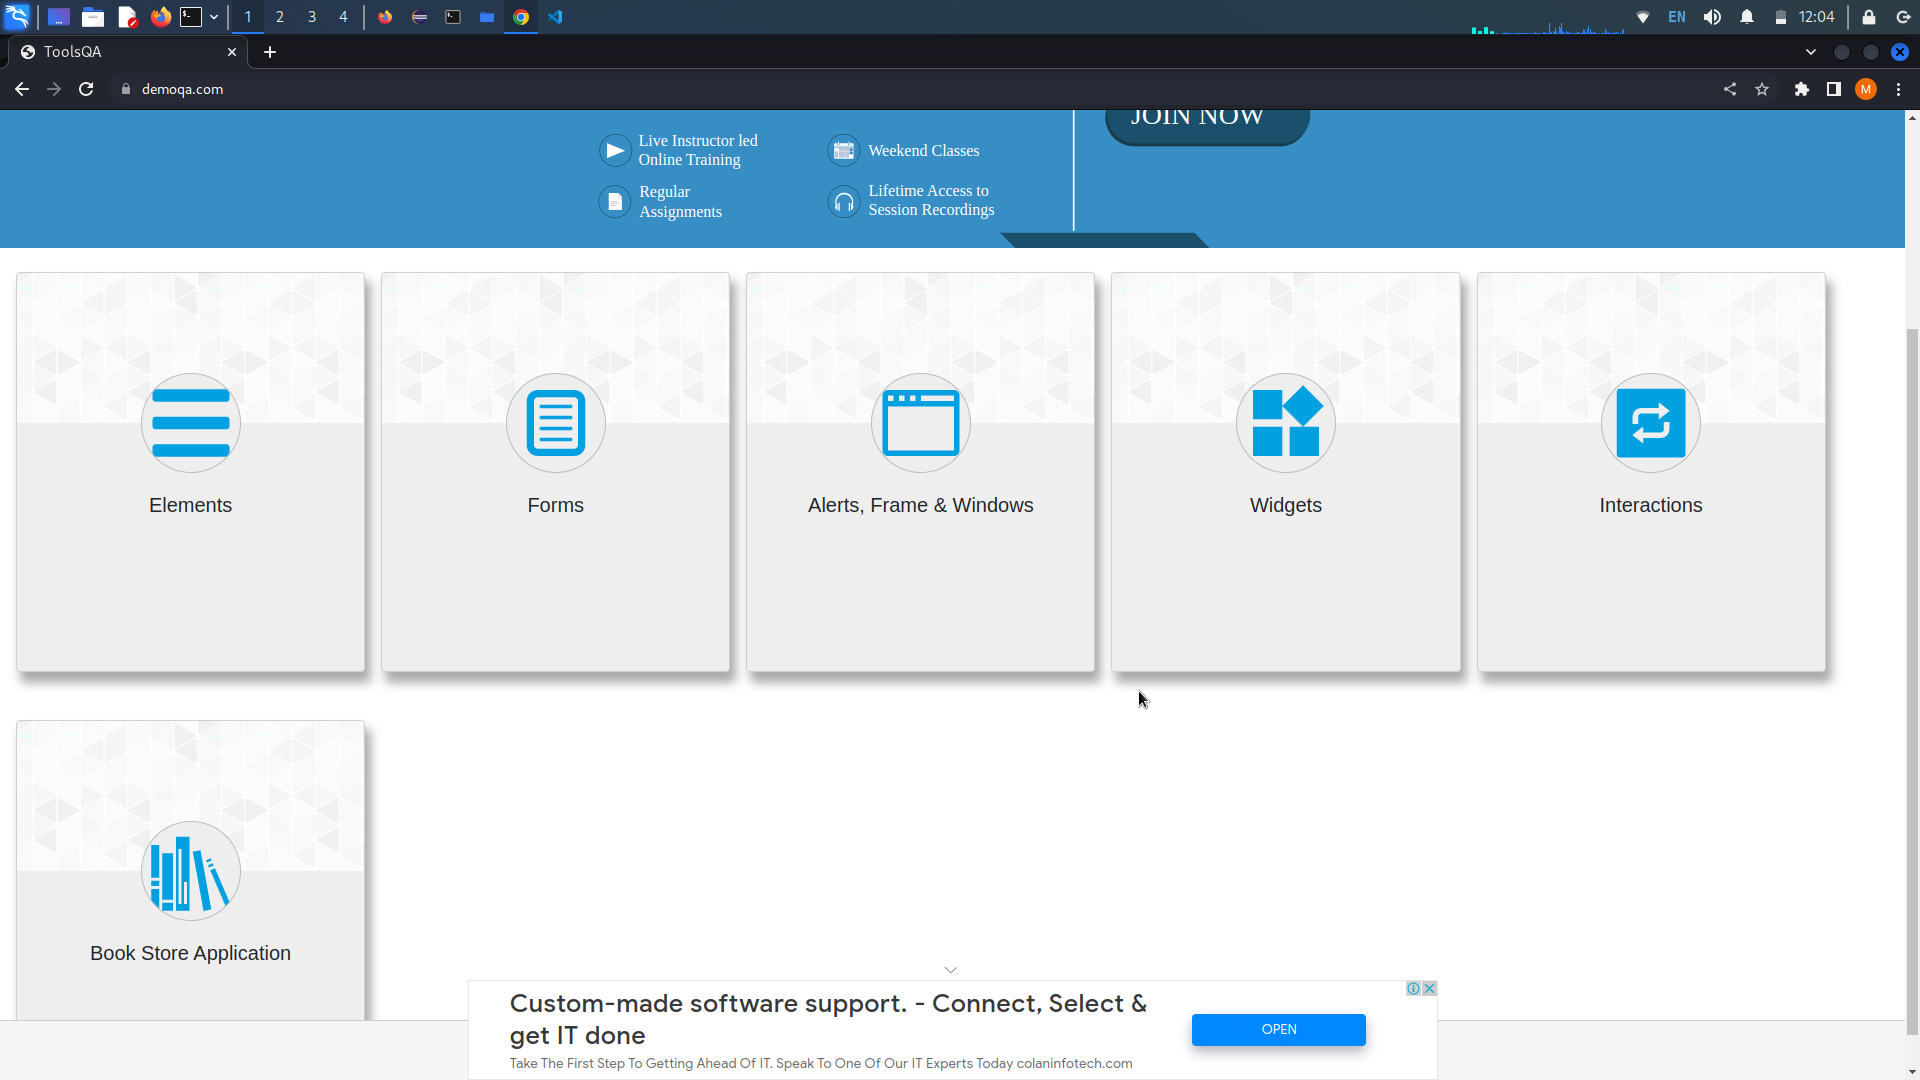 1 2 3 4
EN
12:04
ToolsQA
demoqa.com
M
JOIN NOW
Live Instructor led
Online Training
Weekend Classes
Regular
Assignments
Lifetime Access to
Session Recordings
Elements
Forms
Alerts, Frame & Windows
Widgets
Interactions
Book Store Application
Custom-made software support. - Connect, Select &
get IT done
OPEN
Take The First Step To Getting Ahead Of IT. Speak To One Of Our IT Experts Today colaninfotech.com